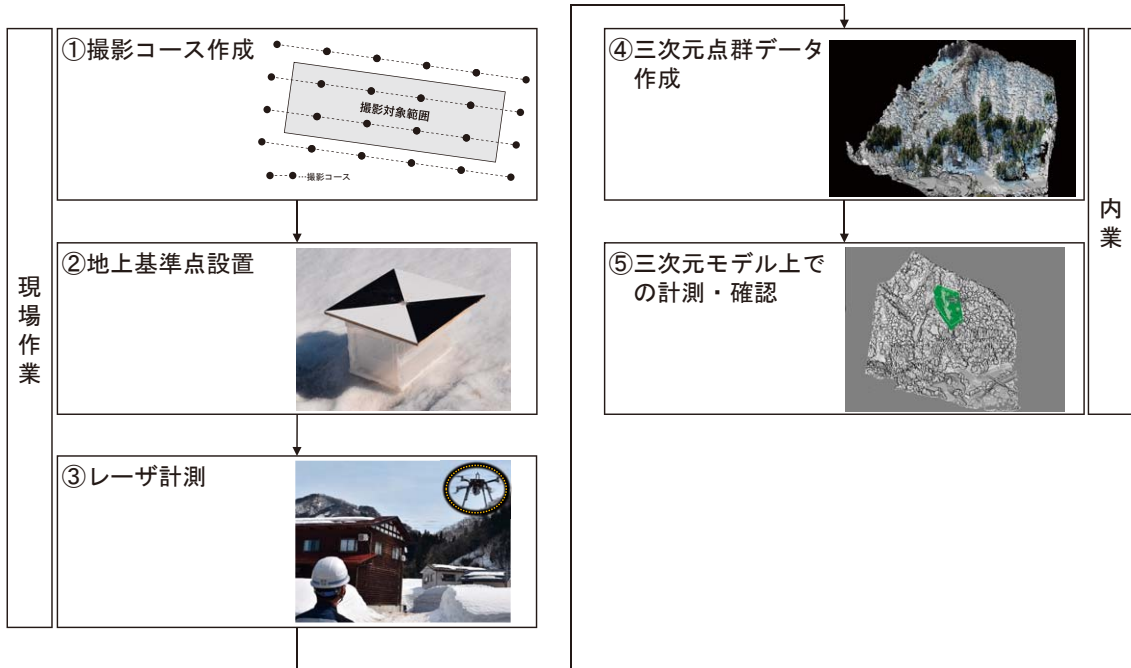 現場作業
①撮影コース作成
撮影対象範囲
…撮影コース
②地上基準点設置
③レーザ計測
④三次元点群データ
作成
⑤三次元モデル上で
の計測・確認
内業